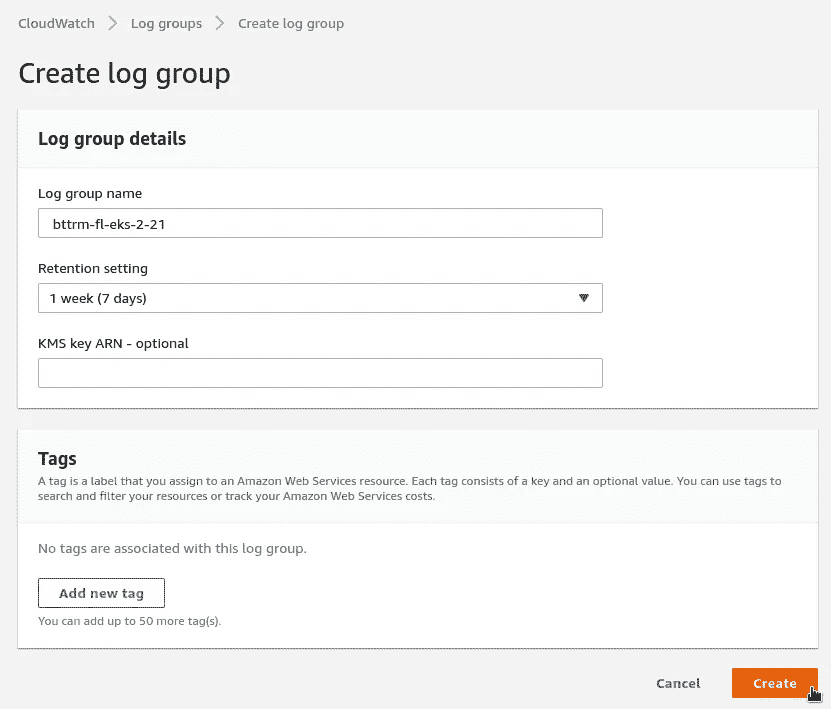 CloudWatch > Log groups > Create log group
Create log group
Log group details
Log group name
bttrm-fl-eks-2-21
Retention setting
1 week (7 days)
KMS key ARN - optional
Tags
A tag is a label that you assign to an Amazon Web Services resource. Each tag consists of a key and an optional value. You can use tags to
search and filter your resources or track your Amazon Web Services costs.
No tags are associated with this log group.
Add new tag
You can add up to 50 more tag(s).
Cancel Create